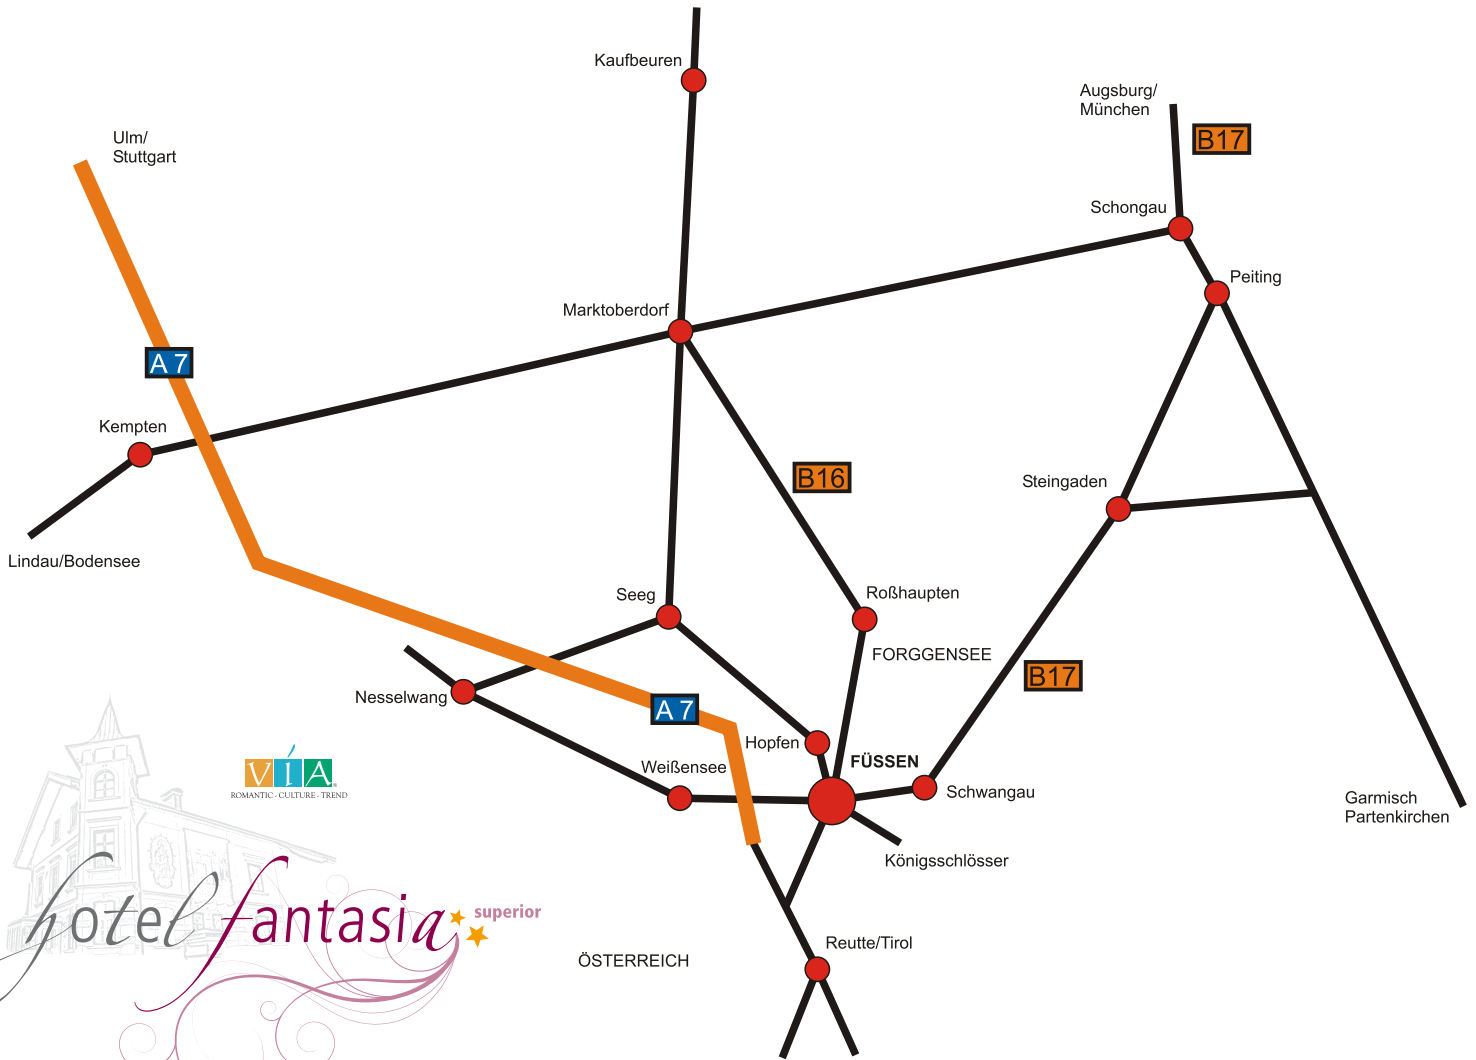 Kaufbeuren
Augsburg/
München
B17
Ulm/
Stuttgart
Schongau
Peiting
Marktoberdorf
A 7
Kempten
B16
Steingaden
Lindau/Bodensee
Seeg
Roßhaupten
FORGGENSEE
B17
Nesselwang
A 7
Hopfen
FÜSSEN
Weißensee
Schwangau
VÍA
ROMANTIC - CULTURE - TREND
Garmisch
Partenkirchen
Königsschlösser
hotel fantasia superior
Reutte/Tirol
ÖSTERREICH